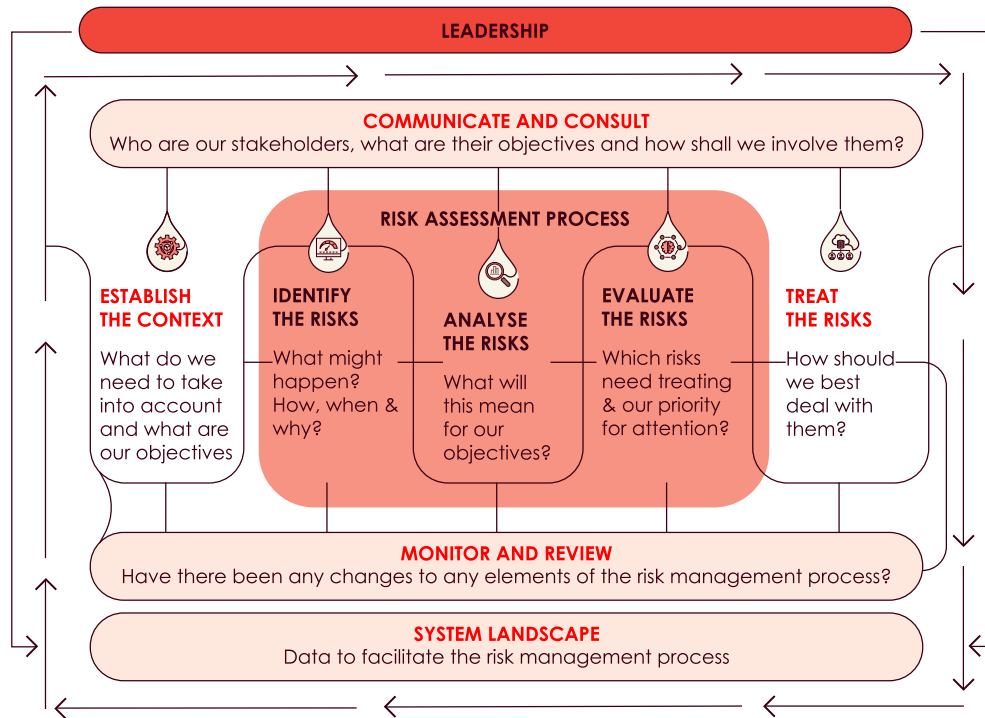 LEADERSHIP
COMMUNICATE AND CONSULT
Who are our stakeholders, what are their objectives and how shall we involve them?
RISK ASSESSMENT PROCESS
ESTABLISH
THE CONTEXT
What do we
need to take
into account
and what are
our objectives
IDENTIFY
THE RISKS
What might
happen?
How, when &
why?
ANALYSE
THE RISKS
What will
this mean
for our
objectives?
EVALUATE
THE RISKS
Which risks
need treating
& our priority
for attention?
TREAT
THE RISKS
How should
we best
deal with
them?
MONITOR AND REVIEW
Have there been any changes to any elements of the risk management process?
SYSTEM LANDSCAPE
Data to facilitate the risk management process